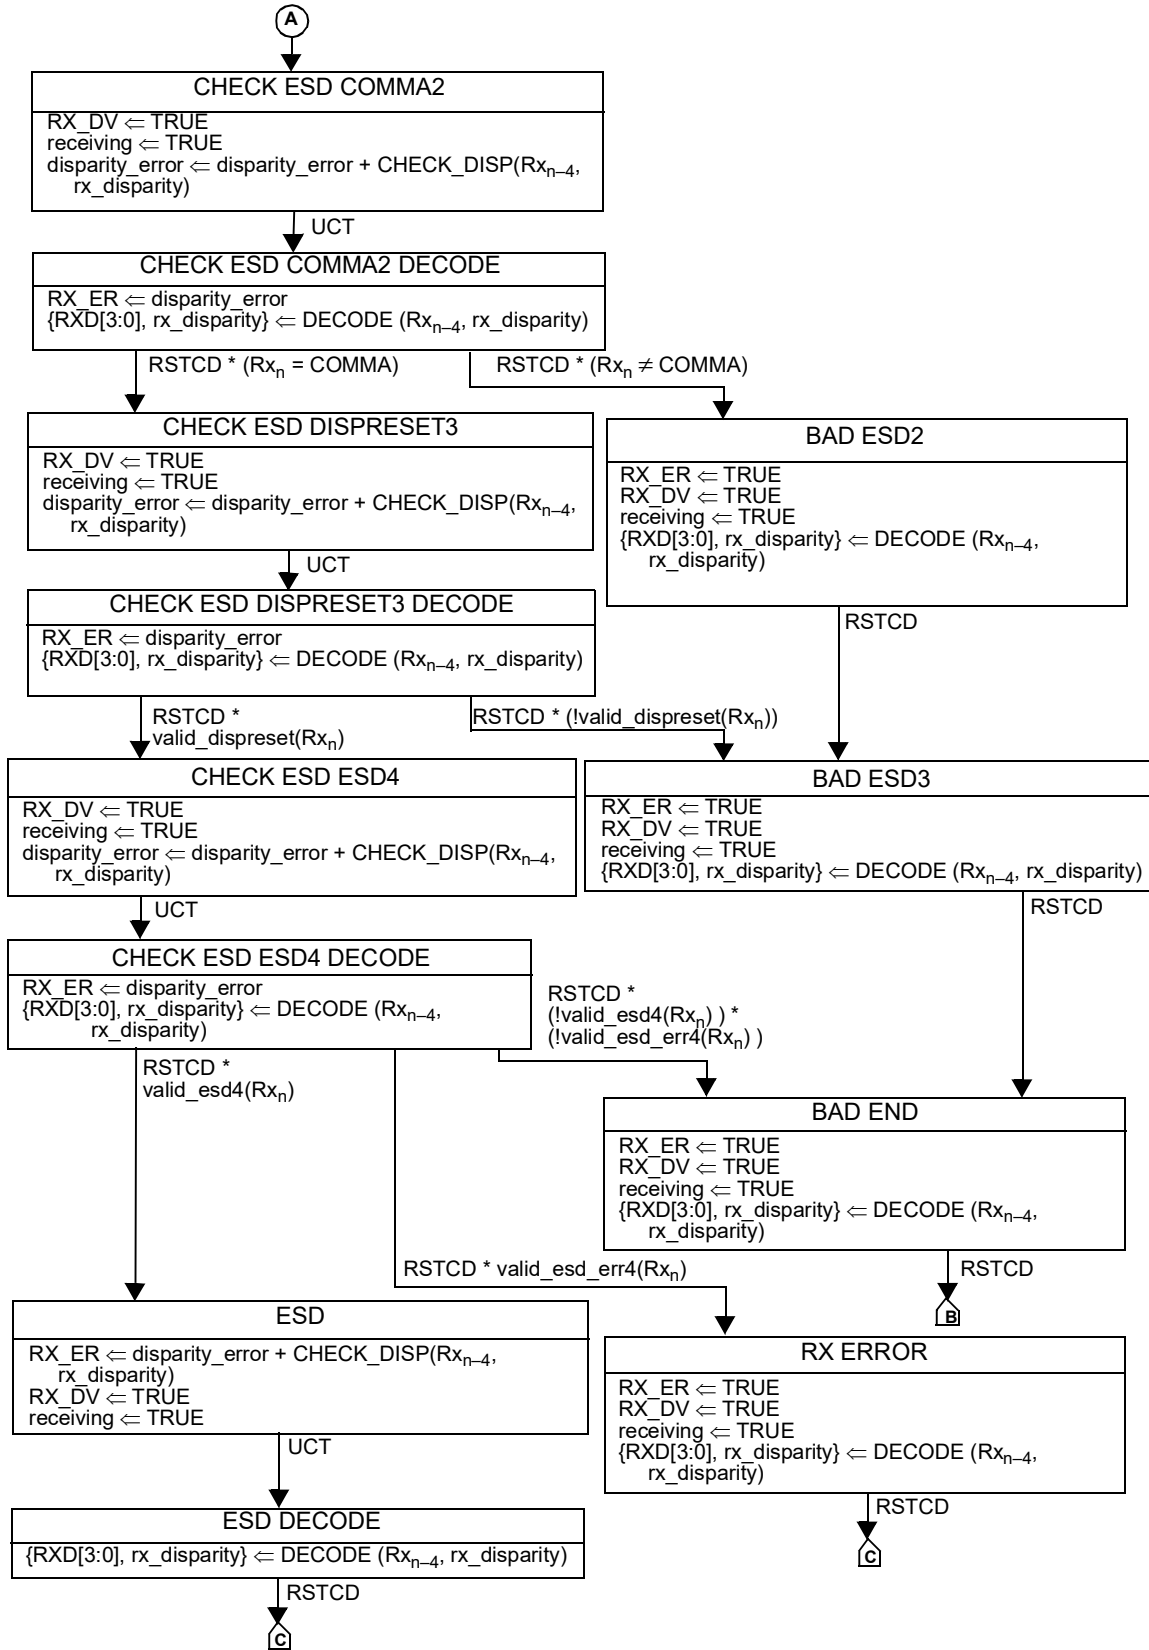 A
CHECK ESD COMMA2
RX_DV ⇐ TRUE
receiving ⇐ TRUE
disparity_error ⇐ disparity_error + CHECK_DISP(Rxn–4,
rx_disparity)
UCT
CHECK ESD COMMA2 DECODE
RX_ER ⇐ disparity_error
{RXD[3:0], rx_disparity} ⇐ DECODE (Rxn–4, rx_disparity)
RSTCD * (Rxn = COMMA)
RSTCD * (Rxn ≠ COMMA)
CHECK ESD DISPRESET3
RX_DV ⇐ TRUE
receiving ⇐ TRUE
disparity_error ⇐ disparity_error + CHECK_DISP(Rxn–4,
rx_disparity)
BAD ESD2
RX_ER ⇐ TRUE
RX_DV ⇐ TRUE
receiving ⇐ TRUE
{RXD[3:0], rx_disparity} ⇐ DECODE (Rxn–4,
rx_disparity)
UCT
CHECK ESD DISPRESET3 DECODE
RX_ER ⇐ disparity_error
{RXD[3:0], rx_disparity} ⇐ DECODE (Rxn–4, rx_disparity)
RSTCD
RSTCD *
valid_dispreset(Rxn)
RSTCD * (!valid_dispreset(Rxn))
CHECK ESD ESD4
RX_DV ⇐ TRUE
receiving ⇐ TRUE
disparity_error ⇐ disparity_error + CHECK_DISP(Rxn–4,
rx_disparity)
BAD ESD3
RX_ER ⇐ TRUE
RX_DV ⇐ TRUE
receiving ⇐ TRUE
{RXD[3:0], rx_disparity} ⇐ DECODE (Rxn–4, rx_disparity)
UCT
RSTCD
CHECK ESD ESD4 DECODE
RX_ER ⇐ disparity_error
{RXD[3:0], rx_disparity} ⇐ DECODE (Rxn–4,
rx_disparity)
RSTCD *
(!valid_esd4(Rxn) ) *
(!valid_esd_err4(Rxn) )
RSTCD *
valid_esd4(Rxn)
BAD END
RX_ER ⇐ TRUE
RX_DV ⇐ TRUE
receiving ⇐ TRUE
{RXD[3:0], rx_disparity} ⇐ DECODE (Rxn–4,
rx_disparity)
RSTCD * valid_esd_err4(Rxn)
RSTCD
B
ESD
RX_ER ⇐ disparity_error + CHECK_DISP(Rxn–4,
rx_disparity)
RX_DV ⇐ TRUE
receiving ⇐ TRUE
RX ERROR
RX_ER ⇐ TRUE
RX_DV ⇐ TRUE
receiving ⇐ TRUE
{RXD[3:0], rx_disparity} ⇐ DECODE (Rxn–4,
rx_disparity)
UCT
RSTCD
C
ESD DECODE
{RXD[3:0], rx_disparity} ⇐ DECODE (Rxn–4, rx_disparity)
RSTCD
C